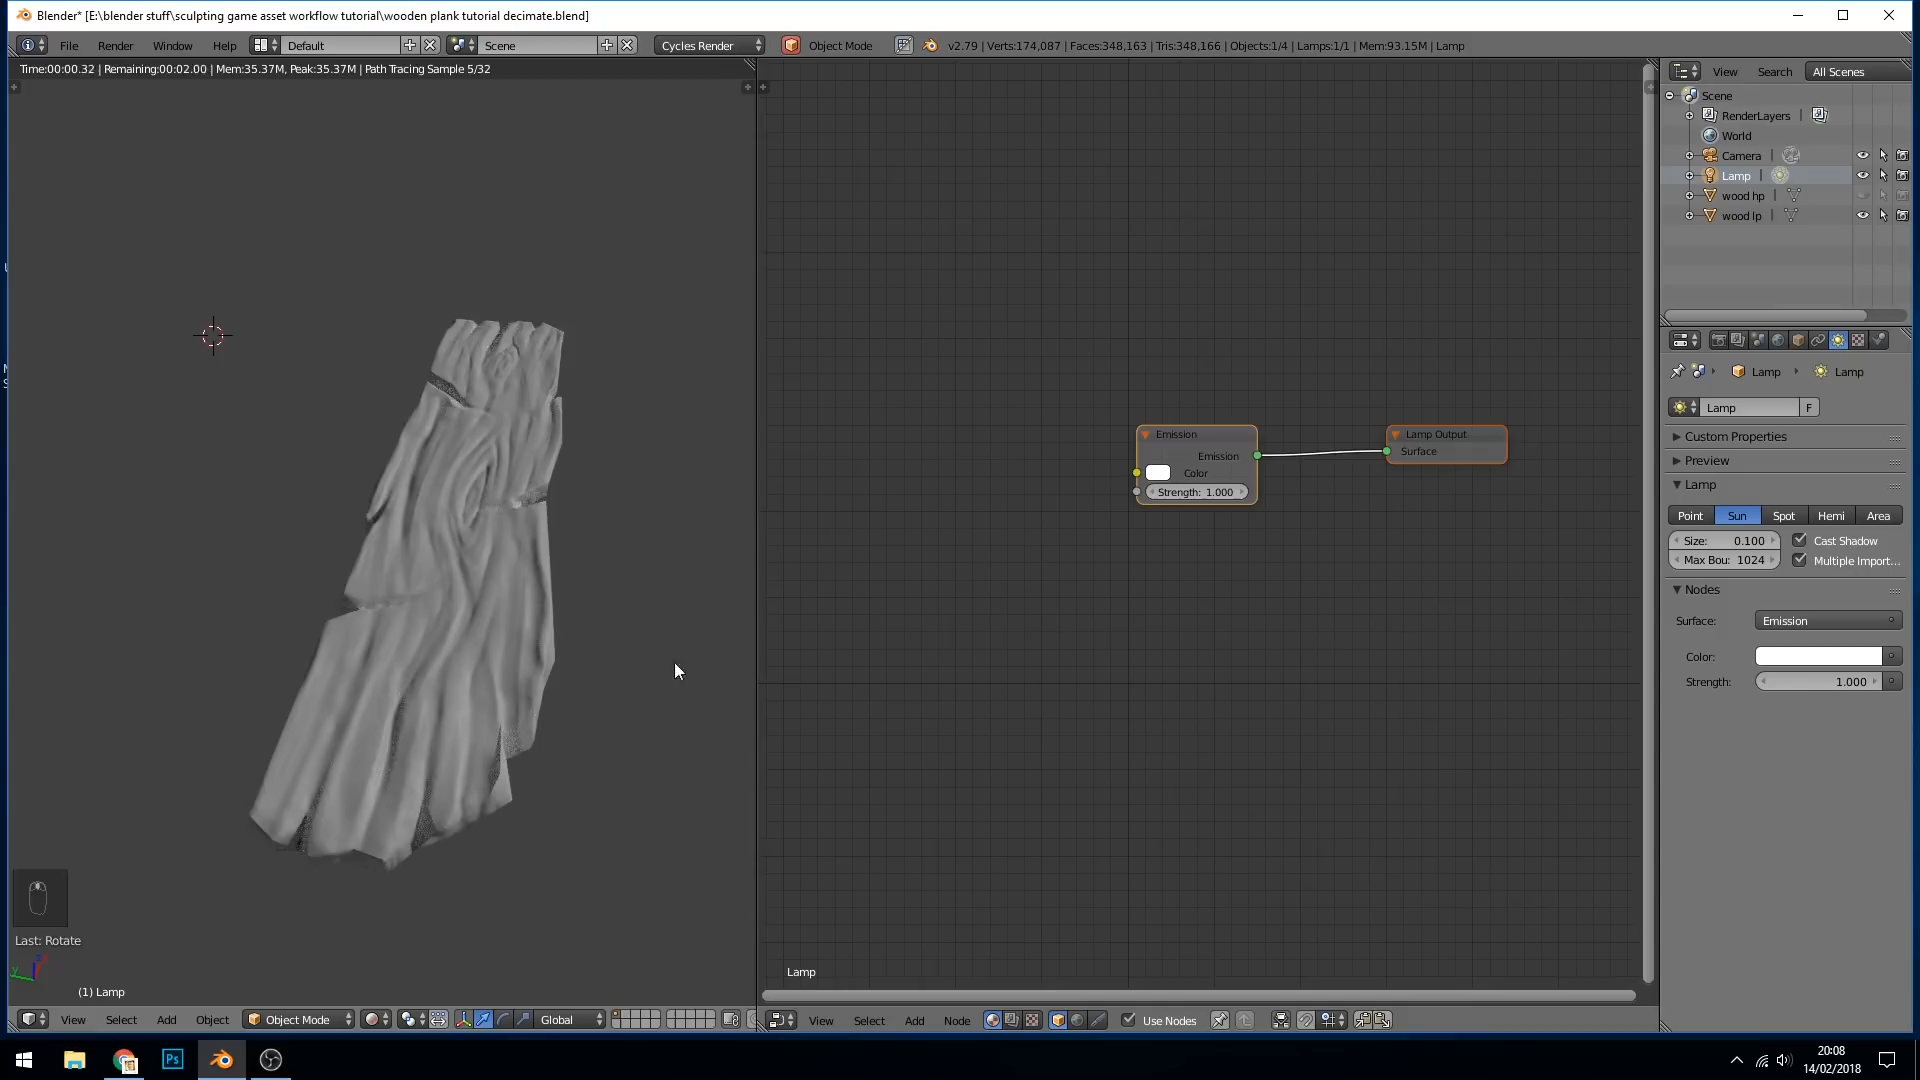 Blender* [E:\blender stuff\sculpting game asset workflow tutorial\wooden plank tutorial decimate.blend]
File Render Window Help Default Scene Cycles Render Object Mode v2.79 | Verts:174,087 | Faces:348,163 | Tris:348,166 | Objects:1/4 | Lamps:1/1 | Mem:93.15M | Lamp
Time:00:00.32 | Remaining:00:02.00 | Mem:35.37M, Peak:35.37M | Path Tracing Sample 5/32
View Search All Scenes
Scene
RenderLayers
World
Camera
Lamp
wood hp
wood lp
Lamp Lamp
Lamp F
Custom Properties
Preview
Lamp
Point Sun Spot Hemi Area
Size: 0.100 Cast Shadow
Max Bou: 1024 Multiple Import...
Nodes
Surface: Emission
Color:
Strength: 1.000
Emission
Emission
Color
Strength: 1.000
Lamp Output
Surface
Last: Rotate
(1) Lamp
Lamp
View Select Add Object Object Mode Global
View Select Add Node Use Nodes
Ps
20:08
14/02/2018